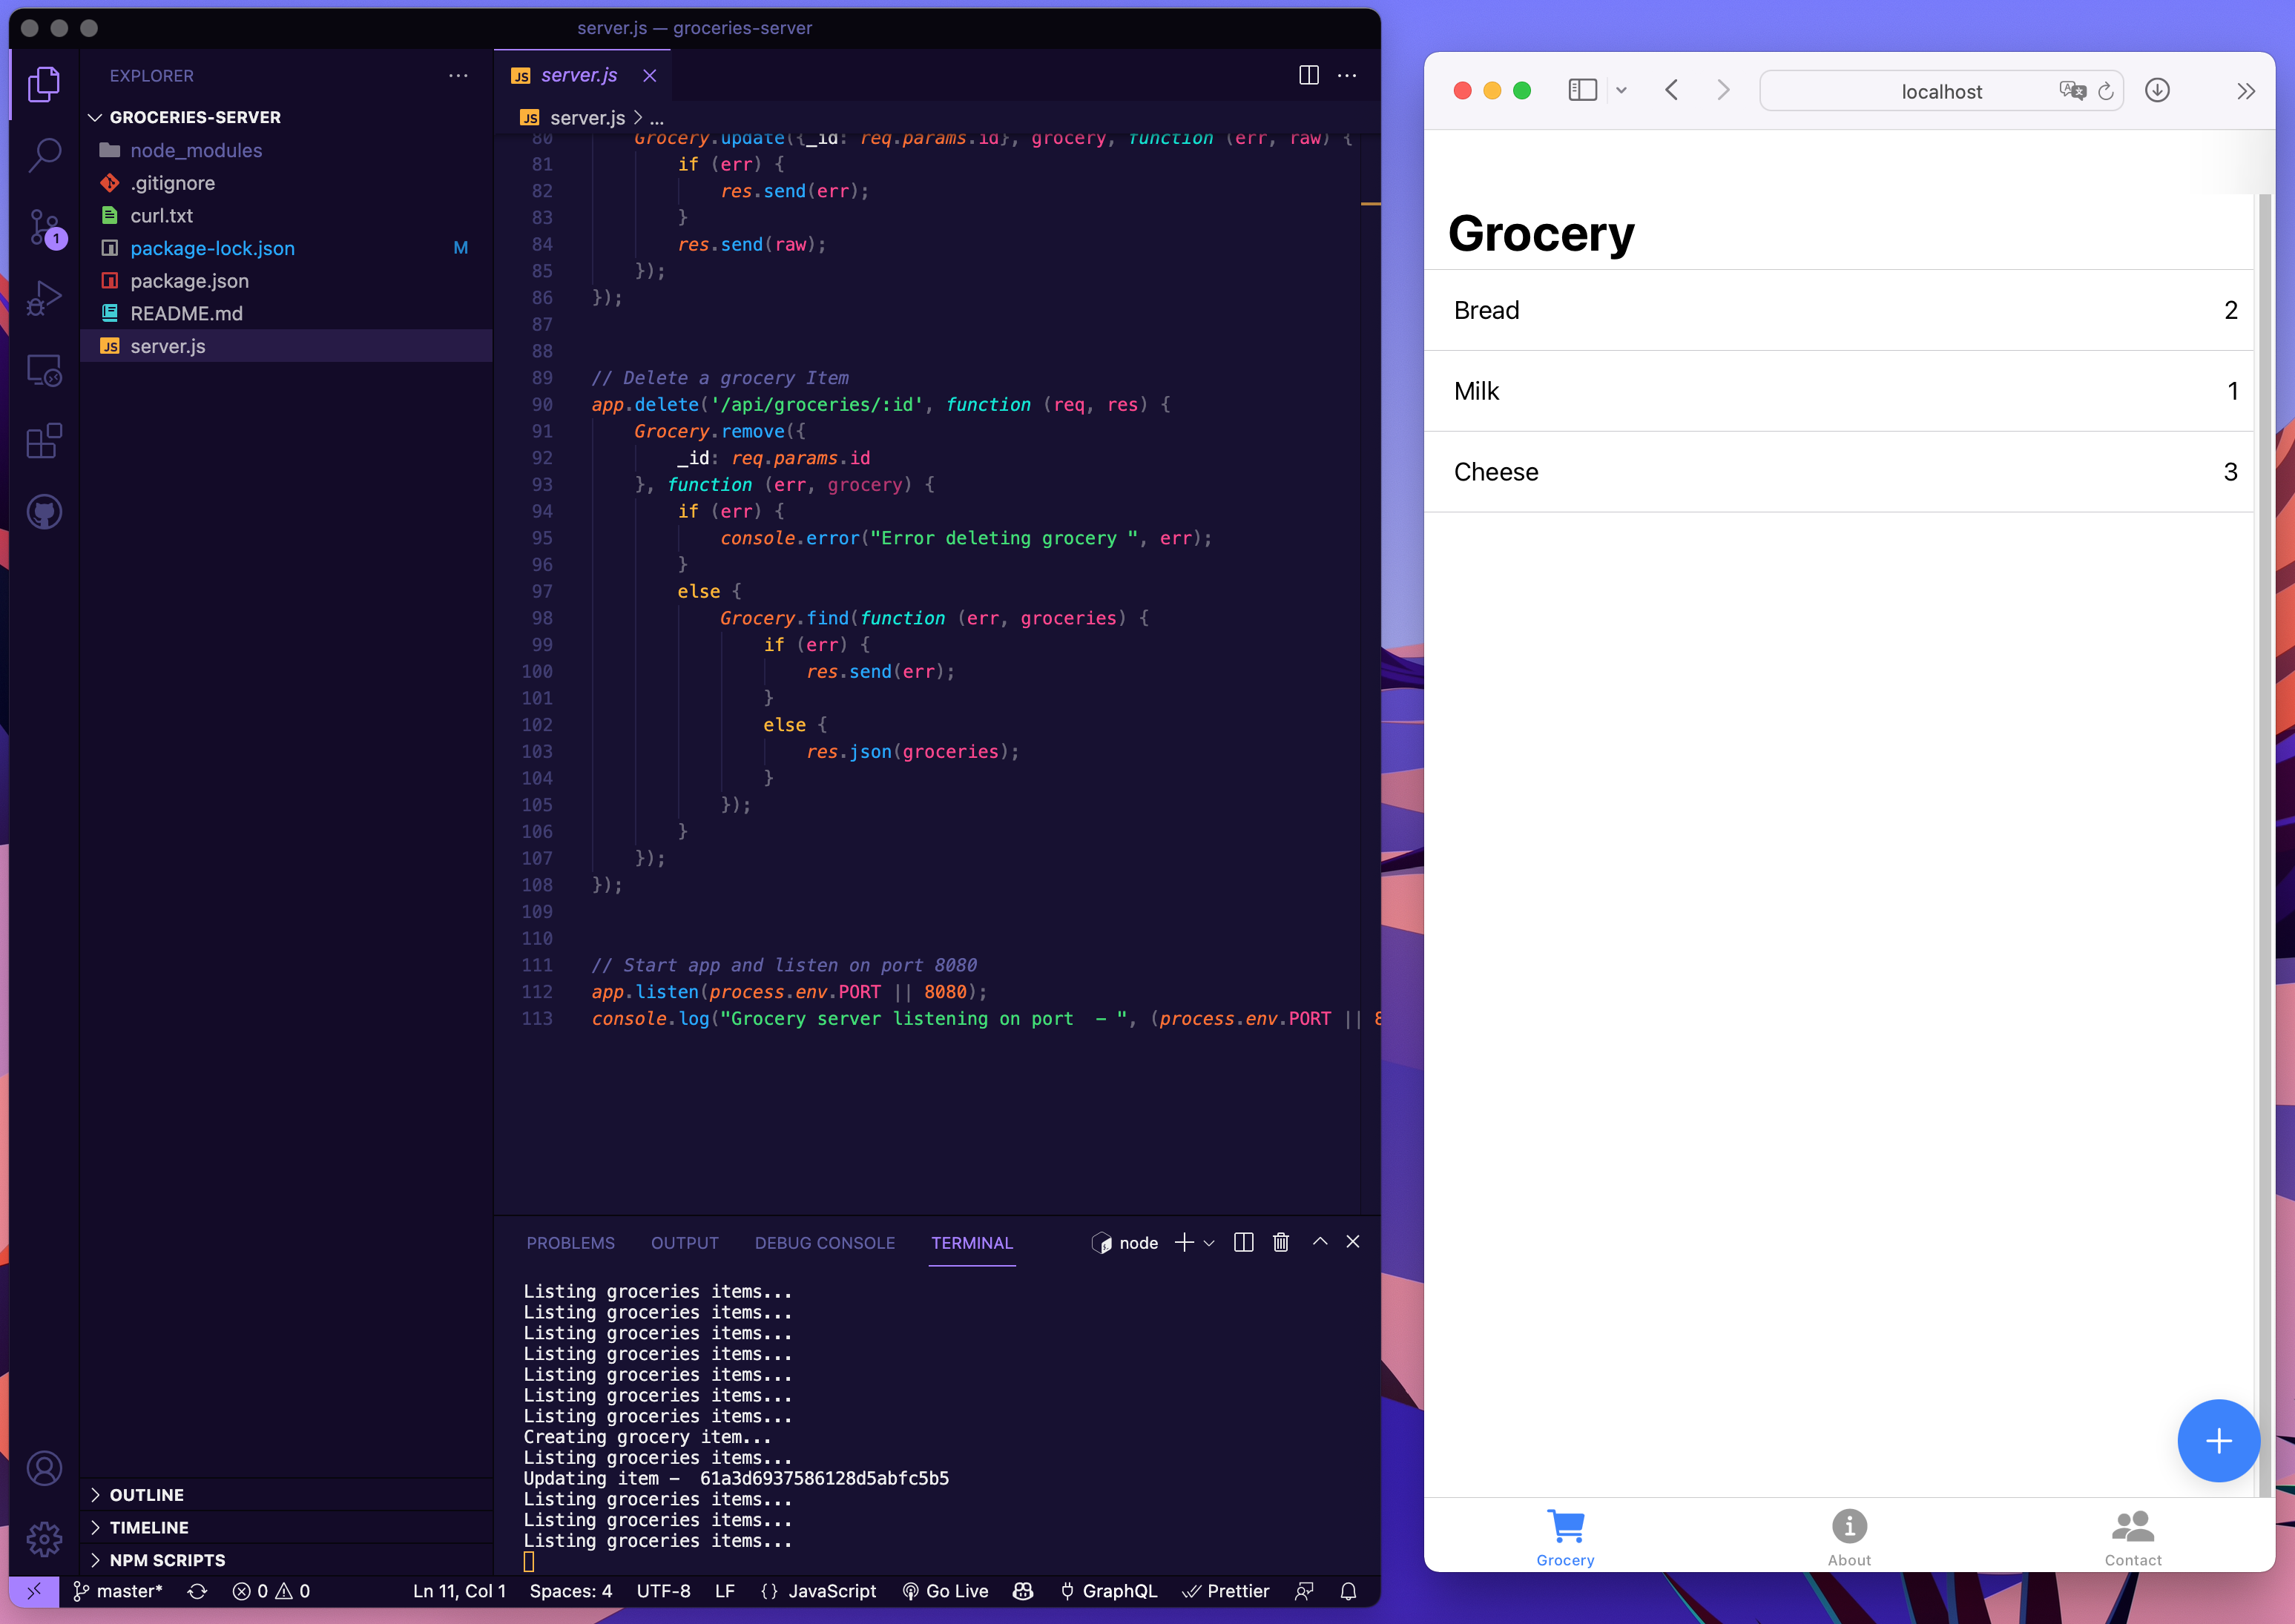 server.js — groceries-server
EXPLORER
GROCERIES-SERVER
node_modules
.gitignore
curl.txt
package-lock.json M
package.json
README.md
JS server.js
OUTLINE
TIMELINE
NPM SCRIPTS
1
JS server.js
JS server.js > ...
80 Grocery.update({_id: req.params.id}, grocery, function (err, raw) {
81 if (err) {
82 res.send(err);
83 }
84 res.send(raw);
85 });
86 });
87
88
89 // Delete a grocery Item
90 app.delete('/api/groceries/:id', function (req, res) {
91 Grocery.remove({
92 _id: req.params.id
93 }, function (err, grocery) {
94 if (err) {
95 console.error("Error deleting grocery ", err);
96 }
97 else {
98 Grocery.find(function (err, groceries) {
99 if (err) {
100 res.send(err);
101 }
102 else {
103 res.json(groceries);
104 }
105 });
106 }
107 });
108 });
109
110
111 // Start app and listen on port 8080
112 app.listen(process.env.PORT || 8080);
113 console.log("Grocery server listening on port  – ", (process.env.PORT || 8
PROBLEMS OUTPUT DEBUG CONSOLE TERMINAL node
Listing groceries items...
Listing groceries items...
Listing groceries items...
Listing groceries items...
Listing groceries items...
Listing groceries items...
Listing groceries items...
Creating grocery item...
Listing groceries items...
Updating item –  61a3d6937586128d5abfc5b5
Listing groceries items...
Listing groceries items...
Listing groceries items...
master* 0 0 Ln 11, Col 1 Spaces: 4 UTF-8 LF {} JavaScript Go Live GraphQL Prettier
localhost
Grocery
Bread 2
Milk 1
Cheese 3
Grocery About Contact